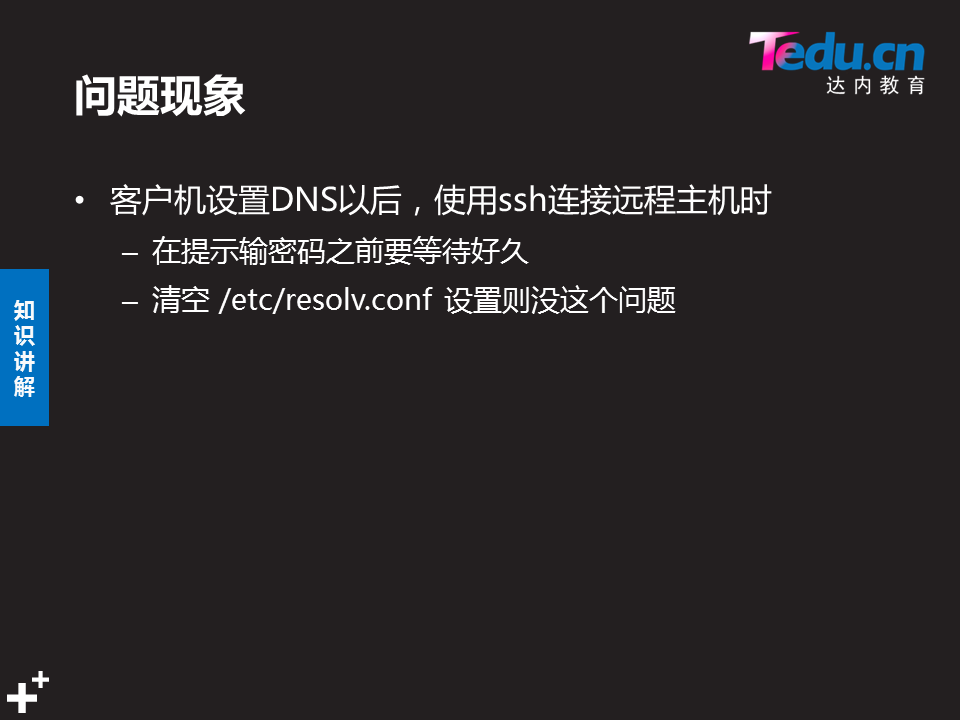 Tedu.cn
达内教育
问题现象
• 客户机设置DNS以后，使用ssh连接远程主机时
– 在提示输密码之前要等待好久
– 清空 /etc/resolv.conf 设置则没这个问题
知识讲解